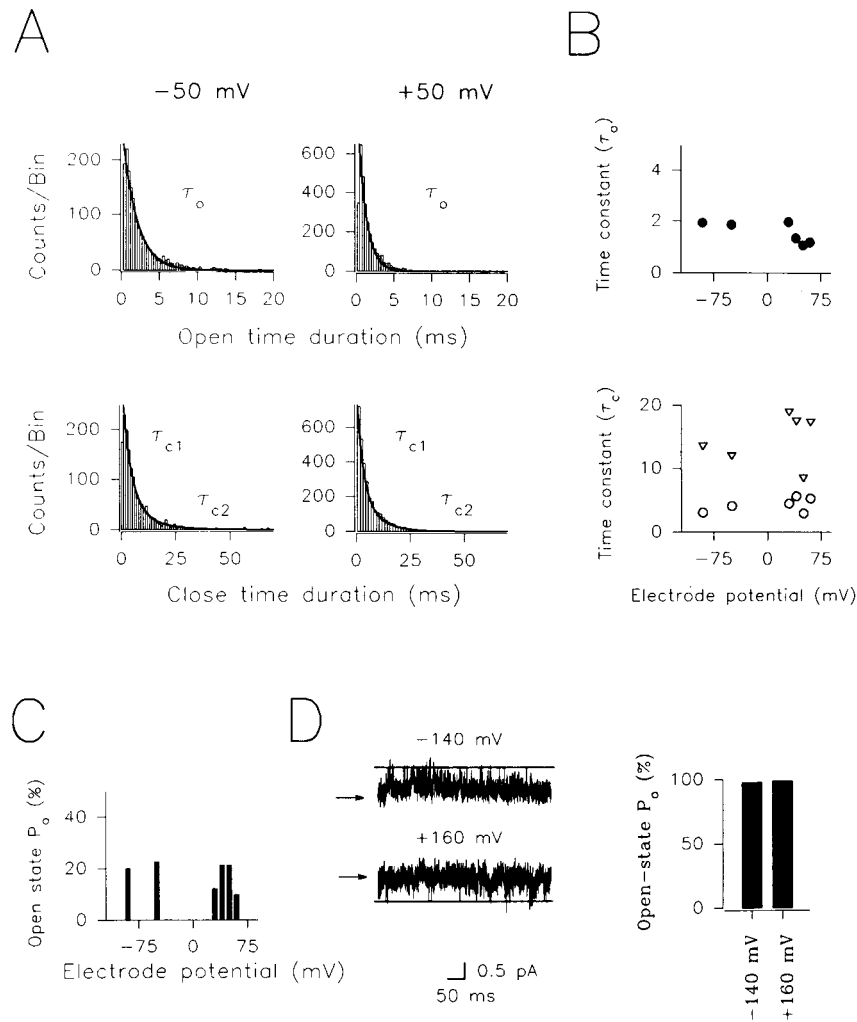 A
B
−50 mV
+50 mV
Counts/Bin
200
100
0
τo
0 5 10 15 20
600
400
200
0
τo
0 5 10 15 20
Open time duration (ms)
Time constant (τo)
4
2
0
−75 0 75
Counts/Bin
200
100
0
τc1
τc2
0 25 50
600
400
200
0
τc1
τc2
0 25 50
Close time duration (ms)
Time constant (τc)
20
10
0
−75 0 75
Electrode potential (mV)
C
D
Open state Po (%)
40
20
0
−75 0 75
Electrode potential (mV)
−140 mV
+160 mV
0.5 pA
50 ms
Open-state Po (%)
100
50
0
−140 mV
+160 mV